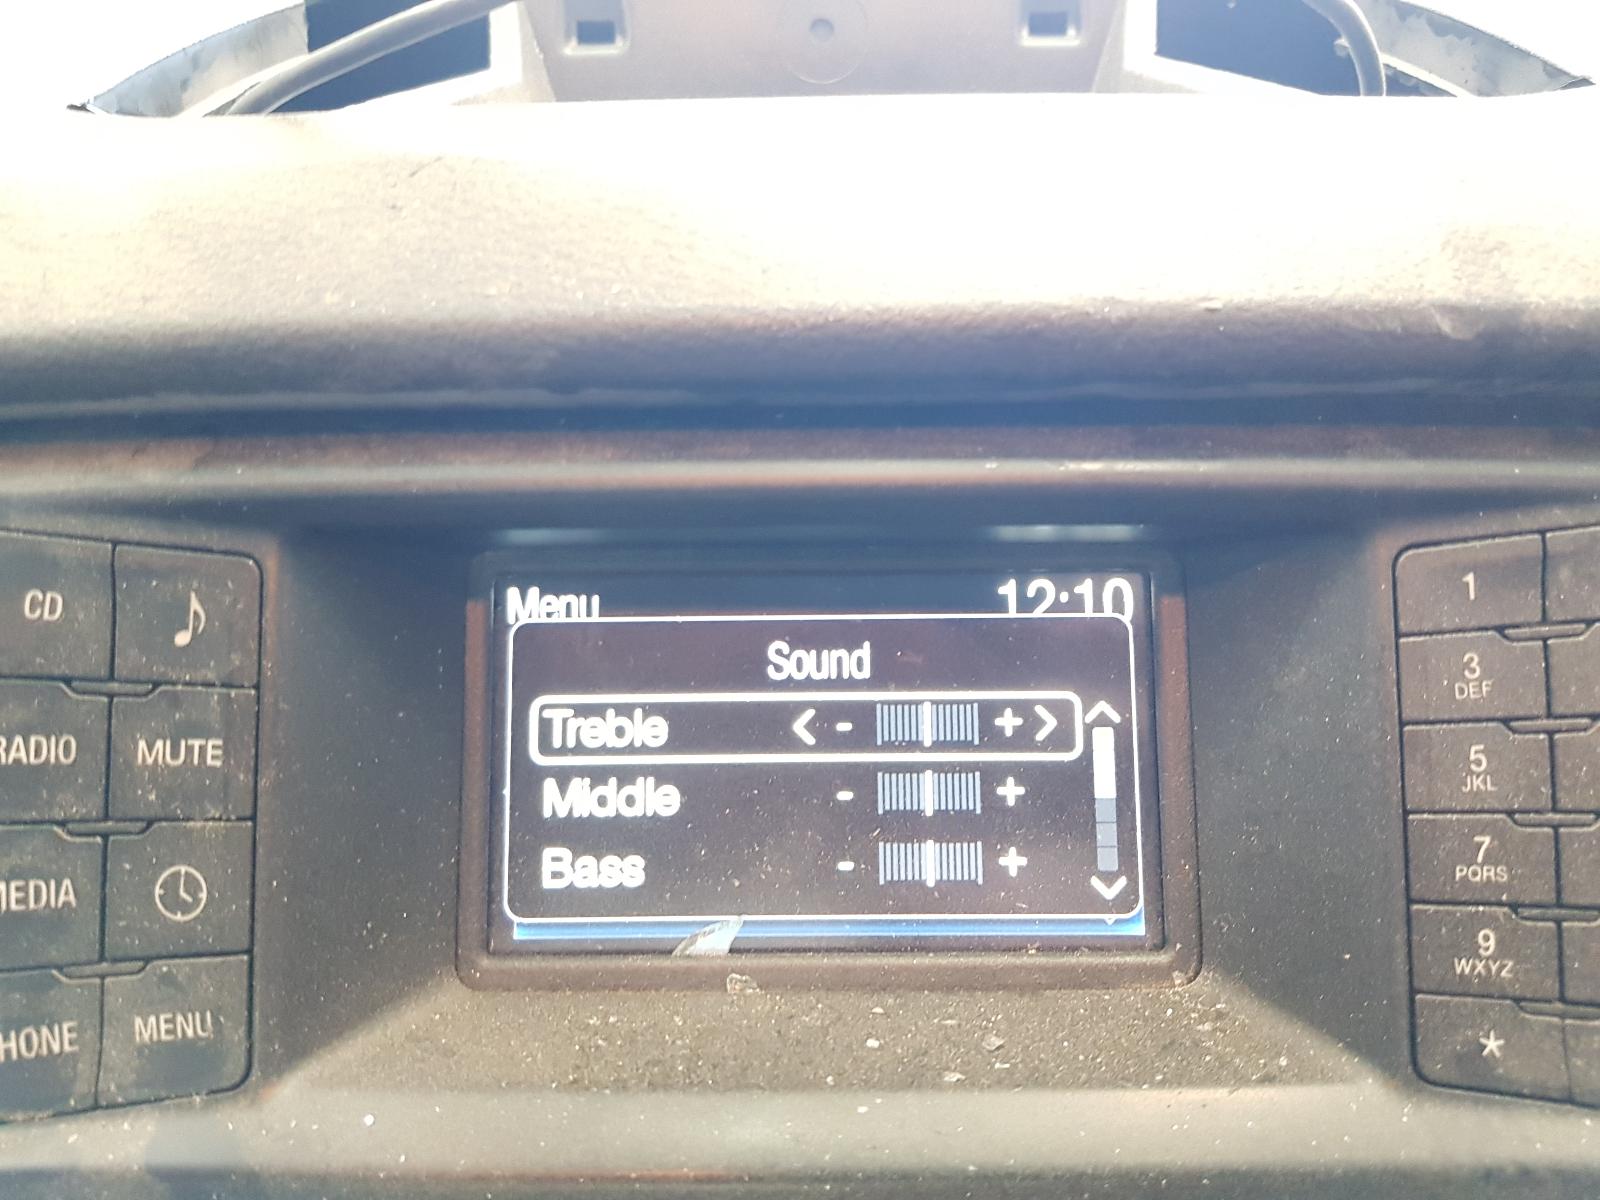 CD
RADIO
MUTE
MEDIA
PHONE
MENU
Menu 12:10
Sound
Treble < - + >
Middle - +
Bass - +
1
3
DEF
5
JKL
7
PQRS
9
WXYZ
*